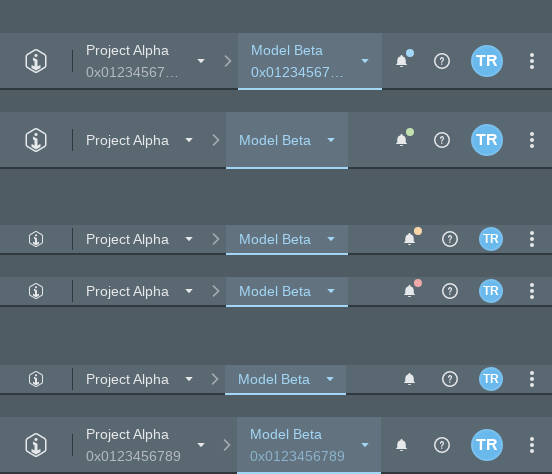 Project Alpha Model Beta
0x01234567... 0x01234567...
TR
Project Alpha Model Beta TR
Project Alpha Model Beta TR
Project Alpha Model Beta TR
Project Alpha Model Beta TR
Project Alpha Model Beta
0x0123456789 0x0123456789
TR